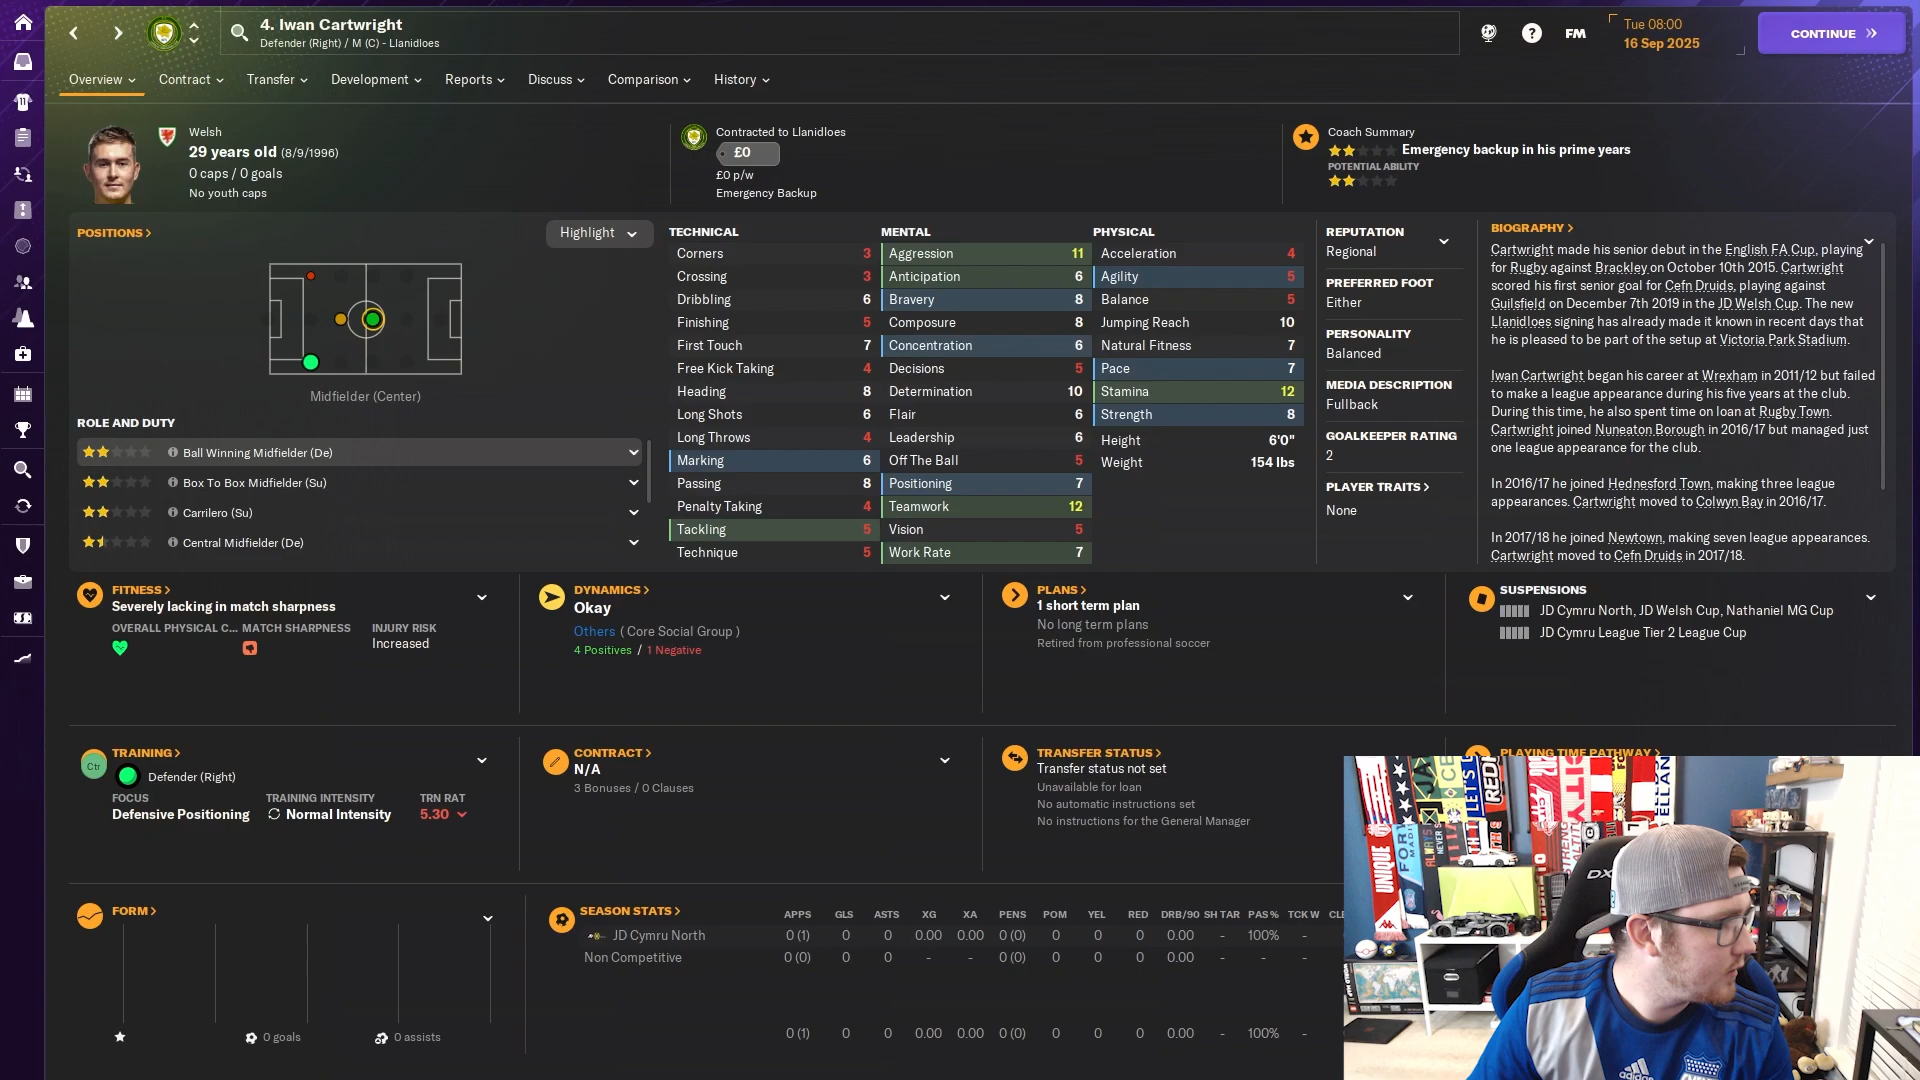 4. Iwan Cartwright
Defender (Right) / M (C) - Llanidloes
FM
Tue 08:00
16 Sep 2025
CONTINUE
Overview
Contract
Transfer
Development
Reports
Discuss
Comparison
History
Welsh
29 years old (8/9/1996)
0 caps / 0 goals
No youth caps
Contracted to Llanidloes
£0
£0 p/w
Emergency Backup
Coach Summary
Emergency backup in his prime years
POTENTIAL ABILITY
POSITIONS >
Highlight
Midfielder (Center)
ROLE AND DUTY
Ball Winning Midfielder (De)
Box To Box Midfielder (Su)
Carrilero (Su)
Central Midfielder (De)
TECHNICAL
Corners 3
Crossing 3
Dribbling 6
Finishing 5
First Touch 7
Free Kick Taking 4
Heading 8
Long Shots 6
Long Throws 4
Marking 6
Passing 8
Penalty Taking 4
Tackling 5
Technique 5
MENTAL
Aggression 11
Anticipation 6
Bravery 8
Composure 8
Concentration 6
Decisions 5
Determination 10
Flair 6
Leadership 6
Off The Ball 5
Positioning 7
Teamwork 12
Vision 5
Work Rate 7
PHYSICAL
Acceleration 4
Agility 5
Balance 5
Jumping Reach 10
Natural Fitness 7
Pace 7
Stamina 12
Strength 8
Height 6'0"
Weight 154 lbs
REPUTATION
Regional
PREFERRED FOOT
Either
PERSONALITY
Balanced
MEDIA DESCRIPTION
Fullback
GOALKEEPER RATING
2
PLAYER TRAITS >
None
BIOGRAPHY >
Cartwright made his senior debut in the English FA Cup, playing
for Rugby against Brackley on October 10th 2015. Cartwright
scored his first senior goal for Cefn Druids, playing against
Guilsfield on December 7th 2019 in the JD Welsh Cup. The new
Llanidloes signing has already made it known in recent days that
he is pleased to be part of the setup at Victoria Park Stadium.
Iwan Cartwright began his career at Wrexham in 2011/12 but failed
to make a league appearance during his five years at the club.
During this time, he also spent time on loan at Rugby Town.
Cartwright joined Nuneaton Borough in 2016/17 but managed just
one league appearance for the club.
In 2016/17 he joined Hednesford Town, making three league
appearances. Cartwright moved to Colwyn Bay in 2016/17.
In 2017/18 he joined Newtown, making seven league appearances.
Cartwright moved to Cefn Druids in 2017/18.
FITNESS >
Severely lacking in match sharpness
OVERALL PHYSICAL C... MATCH SHARPNESS INJURY RISK
Increased
DYNAMICS >
Okay
Others ( Core Social Group )
4 Positives / 1 Negative
PLANS >
1 short term plan
No long term plans
Retired from professional soccer
SUSPENSIONS
JD Cymru North, JD Welsh Cup, Nathaniel MG Cup
JD Cymru League Tier 2 League Cup
Ctr
TRAINING >
Defender (Right)
FOCUS TRAINING INTENSITY TRN RAT
Defensive Positioning Normal Intensity 5.30
CONTRACT >
N/A
3 Bonuses / 0 Clauses
TRANSFER STATUS >
Transfer status not set
Unavailable for loan
No automatic instructions set
No instructions for the General Manager
PLAYING TIME PATHWAY >
FORM >
0 goals
0 assists
SEASON STATS > APPS GLS ASTS XG XA PENS POM YEL RED DRB/90 SH TAR PAS % TCK W
JD Cymru North 0 (1) 0 0 0.00 0.00 0 (0) 0 0 0 0.00 - 100% -
Non Competitive 0 (0) 0 0 - - 0 (0) 0 0 0 0.00 - - -
0 (1) 0 0 0.00 0.00 0 (0) 0 0 0 0.00 - 100% -
UNIQUE
adidas